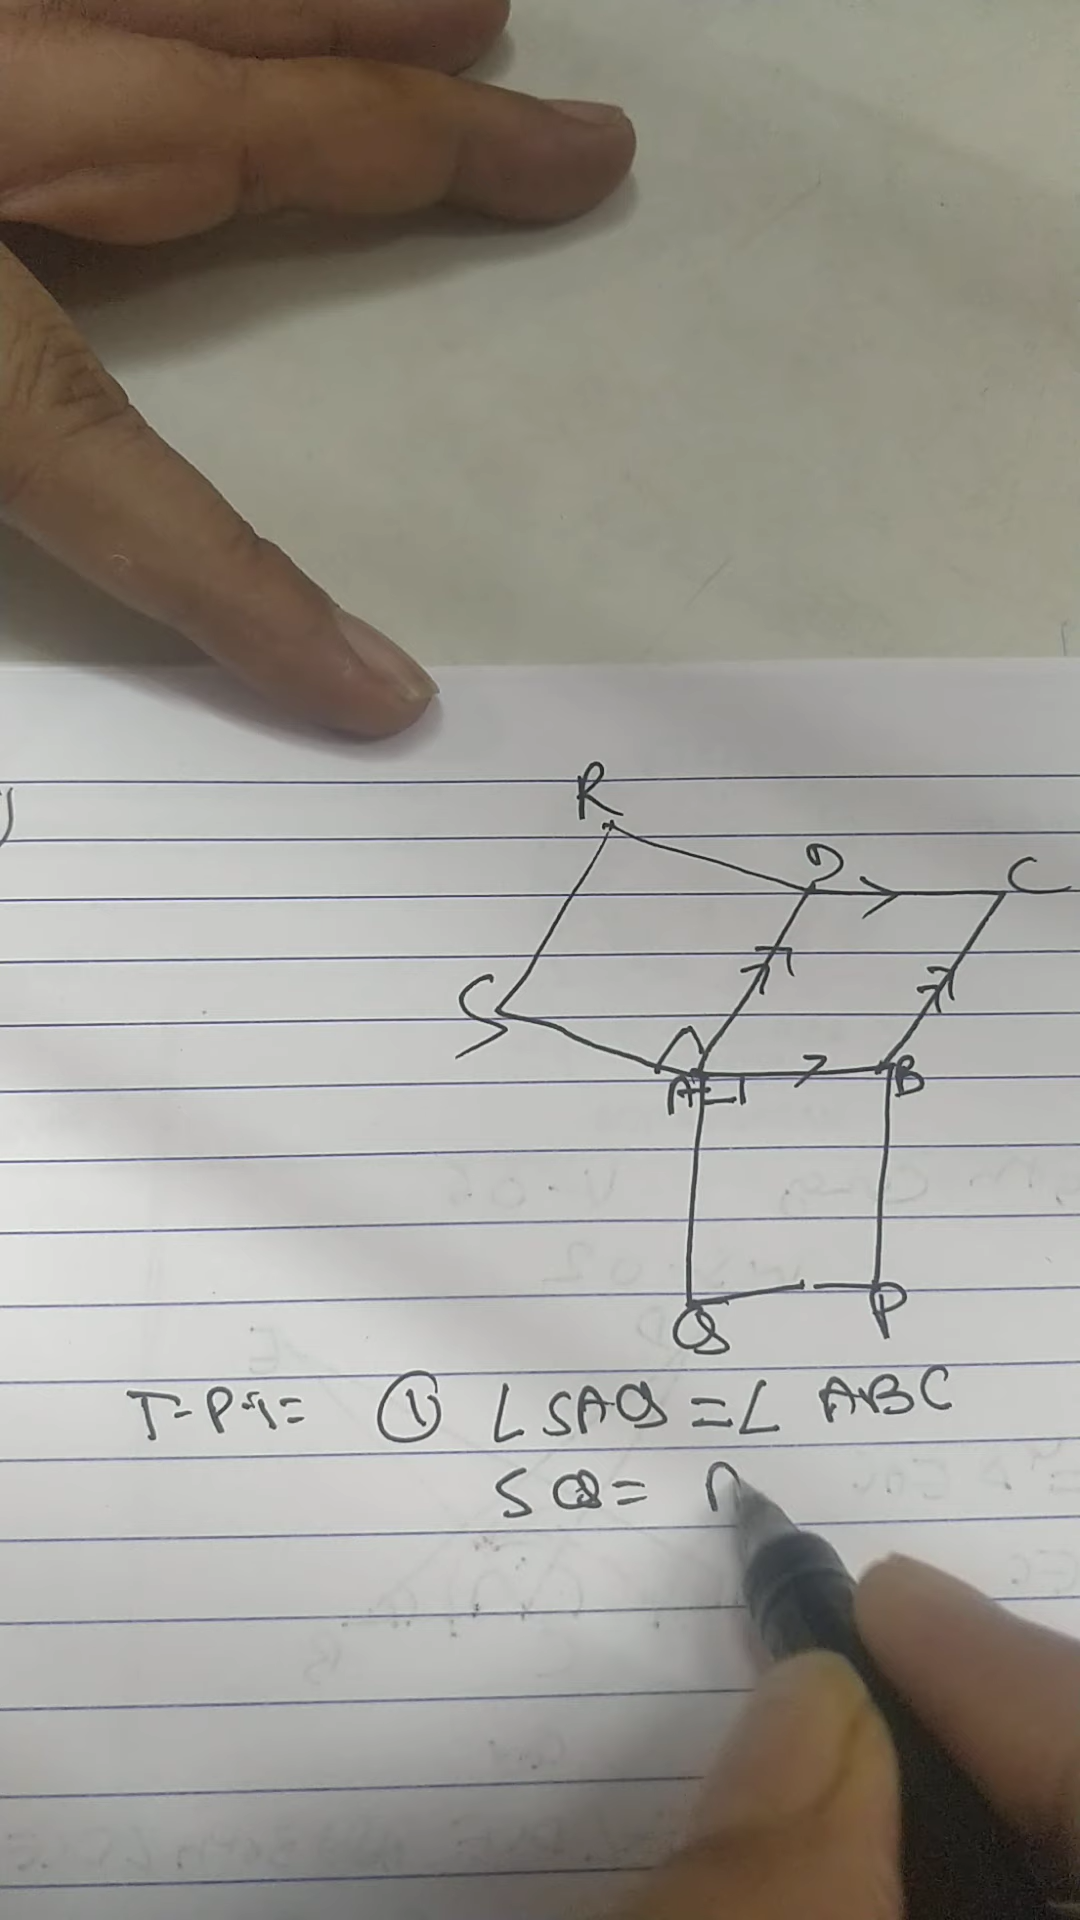 R
D
C
S
A
B
Q
P
T-P-T= ① ∠SAQ = ∠ABC
SQ =